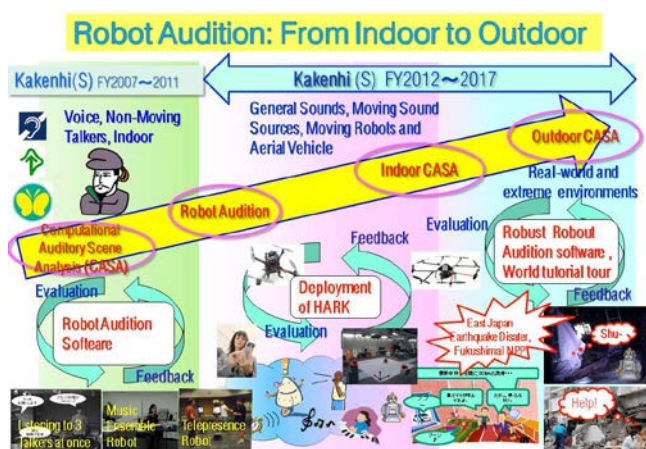 Robot Audition: From Indoor to Outdoor
Kakenhi(S) FY2007～2011
Kakenhi (S) FY2012～2017
Voice, Non-Moving
Talkers, Indoor
General Sounds, Moving Sound
Sources, Moving Robots and
Aerial Vehicle
Outdoor CASA
Indoor CASA
Robot Audition
Computational
Auditory Scene
Analysis (CASA)
Real-world and
extreme environments
Evaluation
Feedback
Robot Audition
Softeare
Evaluation
Feedback
Deployment
of HARK
Evaluation
Feedback
Robust Robout
Audition software ,
World tutorial tour
East Japan
Earthquake Disater,
Fukushimal NPP!
Shu-
Help!
Listening to 3
Talkers at once
Music
Ensemble
Robot
Telepresence
Robot